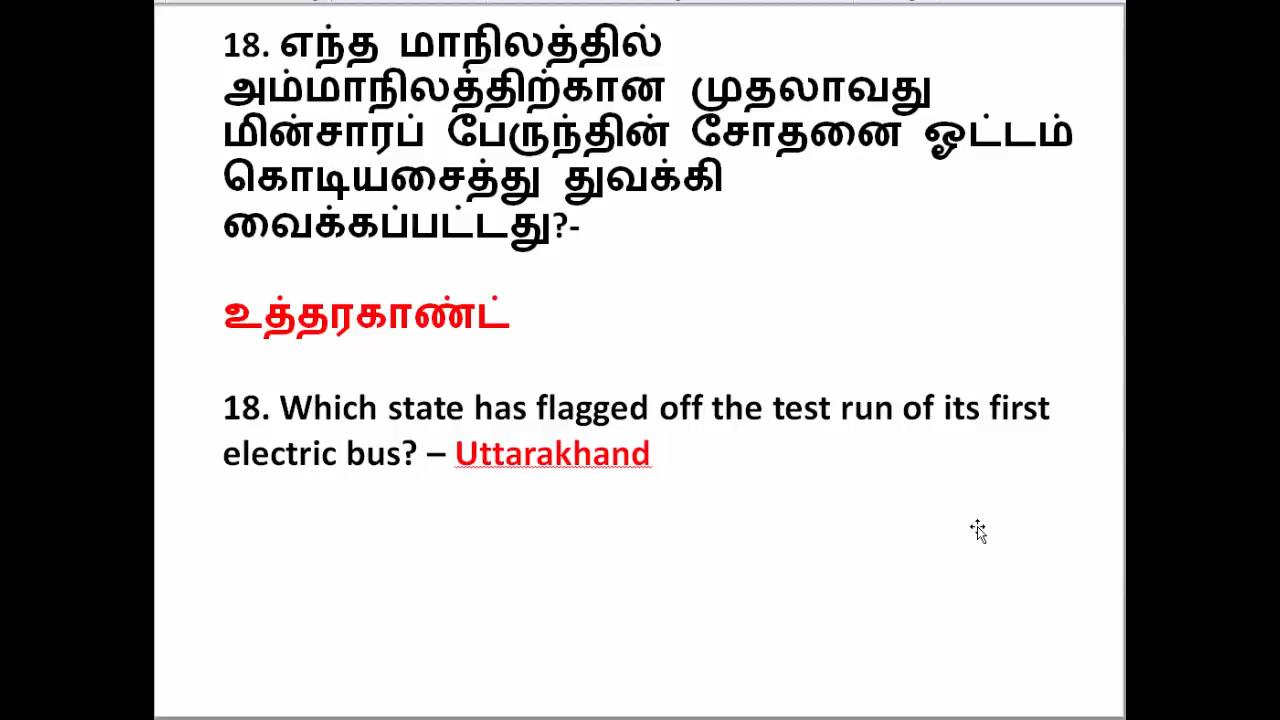 18. எந்த மாநிலத்தில்
அம்மாநிலத்திற்கான முதலாவது
மின்சாரப் பேருந்தின் சோதனை ஓட்டம்
கொடியசைத்து துவக்கி
வைக்கப்பட்டது?-
உத்தரகாண்ட்
18. Which state has flagged off the test run of its first
electric bus? – Uttarakhand